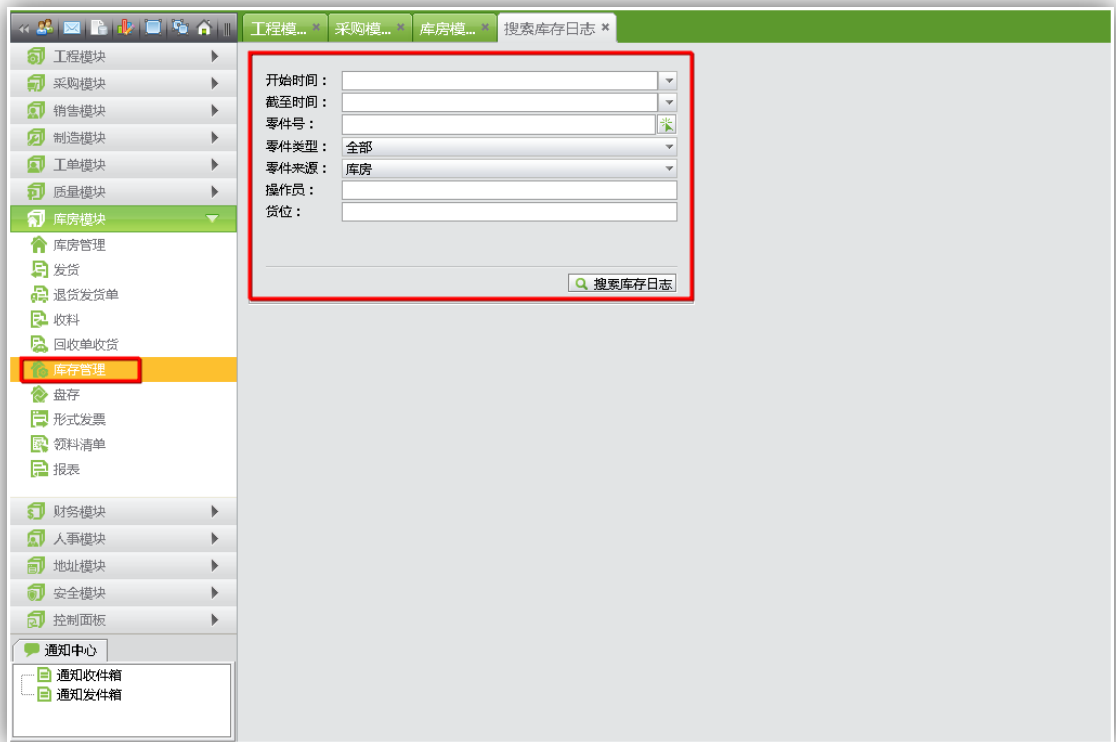 工程模... 采购模... 库房模... 搜索库存日志
工程模块
采购模块
销售模块
制造模块
工单模块
质量模块
库房模块
库房管理
发货
退货发货单
收料
回收单收货
库存管理
盘存
形式发票
领料清单
报表
财务模块
人事模块
地址模块
安全模块
控制面板
通知中心
通知收件箱
通知发件箱
开始时间：
截至时间：
零件号：
零件类型： 全部
零件来源： 库房
操作员：
货位：
搜索库存日志